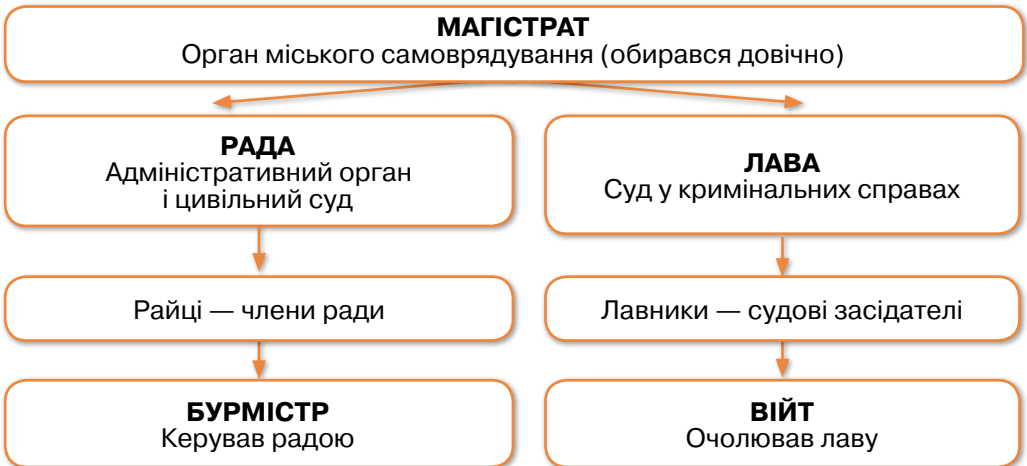 МАГІСТРАТ
Орган міського самоврядування (обирався довічно)
РАДА
Адміністративний орган
і цивільний суд
ЛАВА
Суд у кримінальних справах
Райці — члени ради
Лавники — судові засідателі
БУРМІСТР
Керував радою
ВІЙТ
Очолював лаву